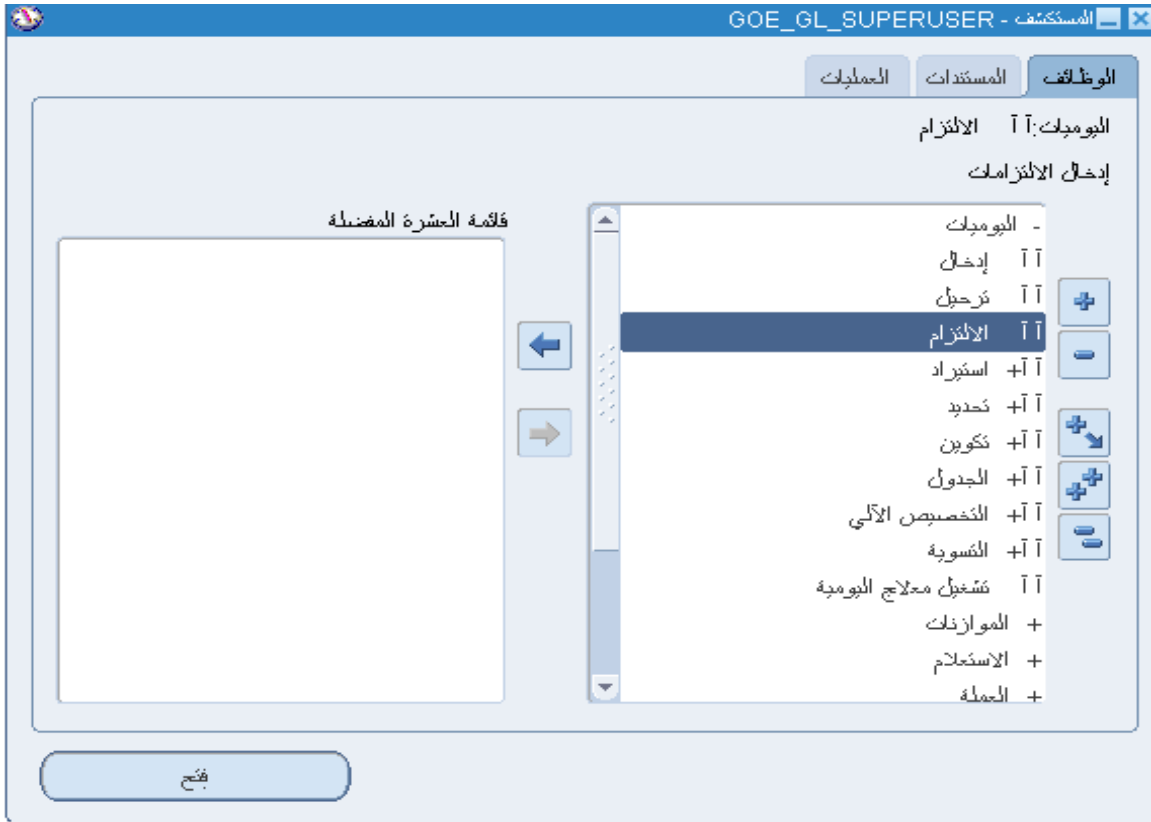 المستكشف - GOE_GL_SUPERUSER
الوظائف المستندات العمليات
اليوميات:آ آ الالتزام
إدخال الالتزامات
- اليوميات
آ آ إدخال
آ آ ترحيل
آ آ الالتزام
آ آ+ استيراد
آ آ+ تحديد
آ آ+ تكوين
آ آ+ الجدول
آ آ+ التخصيص الآلي
آ آ+ التسوية
آ آ تشغيل معلاج اليومية
+ الموازنات
+ الاستعلام
+ العملة
قائمة العشرة المفضلة
فتح